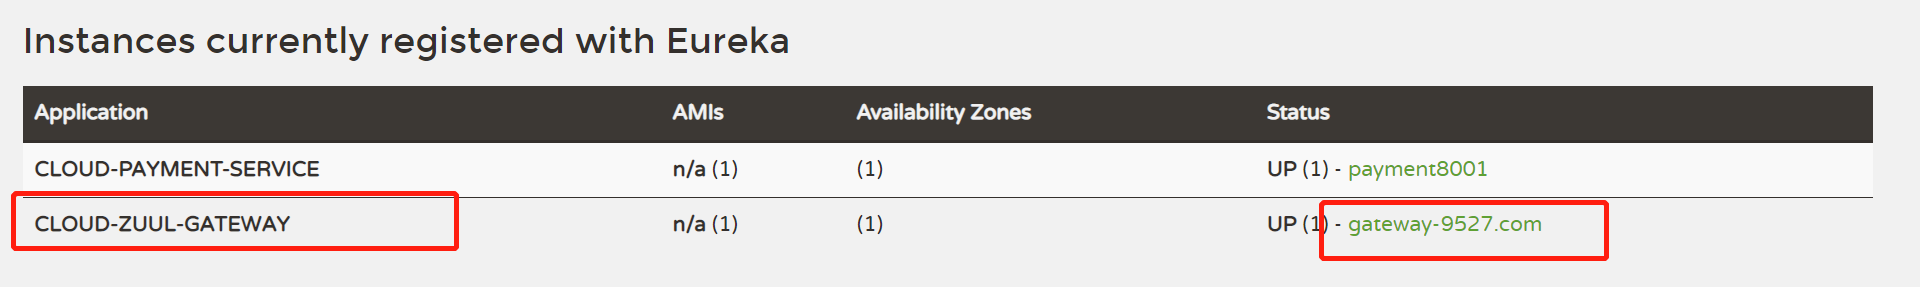 Instances currently registered with Eureka
Application AMIs Availability Zones Status
CLOUD-PAYMENT-SERVICE n/a (1) (1) UP (1) - payment8001
CLOUD-ZUUL-GATEWAY n/a (1) (1) UP (1) - gateway-9527.com